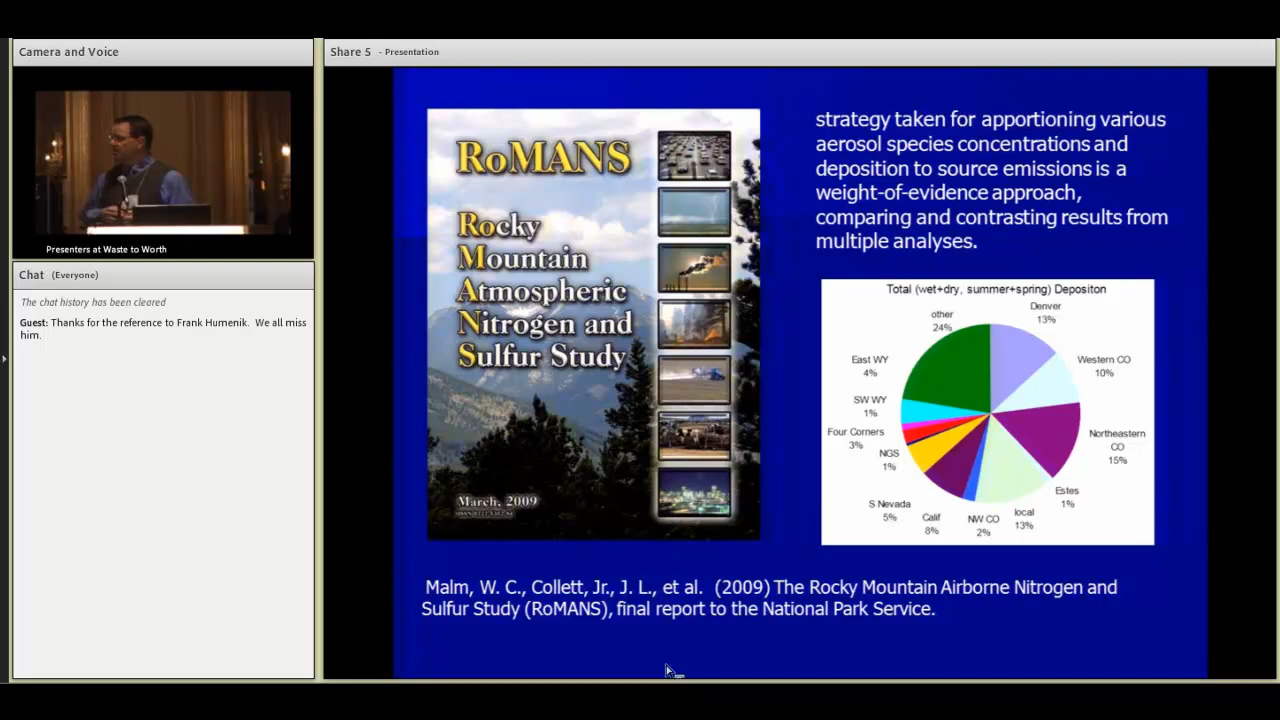 Camera and Voice
Presenters at Waste to Worth
Chat (Everyone)
The chat history has been cleared
Guest: Thanks for the reference to Frank Humenik. We all miss
him.
Share 5 - Presentation
RoMANS
Rocky
Mountain
Atmospheric
Nitrogen and
Sulfur Study
March, 2009
strategy taken for apportioning various
aerosol species concentrations and
deposition to source emissions is a
weight-of-evidence approach,
comparing and contrasting results from
multiple analyses.
Total (wet+dry, summer+spring) Depositon
Denver
13%
Western CO
10%
Northeastern
CO
15%
Estes
1%
local
13%
NW CO
2%
Calif
8%
S Nevada
5%
NGS
1%
Four Corners
3%
SW WY
1%
East WY
4%
other
24%
Malm, W. C., Collett, Jr., J. L., et al. (2009) The Rocky Mountain Airborne Nitrogen and
Sulfur Study (RoMANS), final report to the National Park Service.